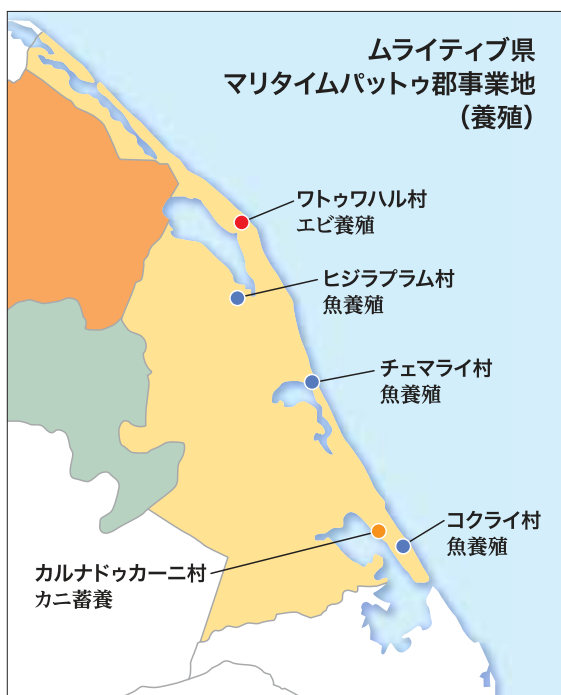 ムライティブ県
マリタイムパットゥ郡事業地
（養殖）
ワトゥワハル村
エビ養殖
ヒジラプラム村
魚養殖
チェマライ村
魚養殖
コクライ村
魚養殖
カルナドゥカーニ村
カニ蓄養